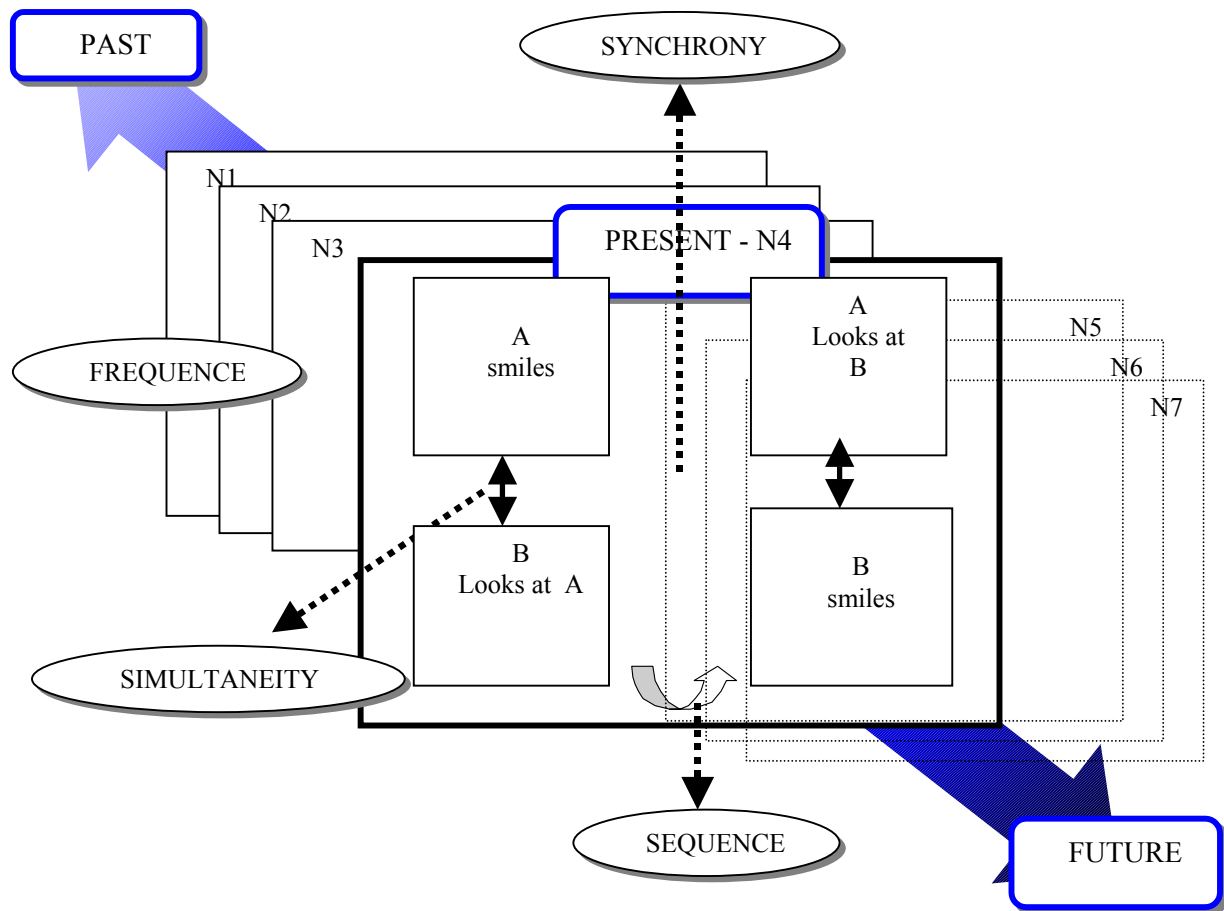 PAST
SYNCHRONY
N1
N2
N3
PRESENT - N4
A
smiles
A
Looks at
B
N5
N6
N7
FREQUENCE
B
Looks at A
B
smiles
SIMULTANEITY
SEQUENCE
FUTURE